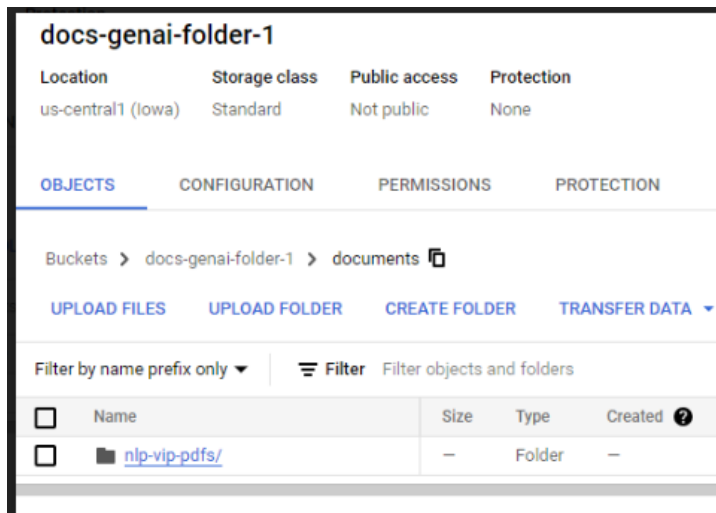 docs-genai-folder-1
Location Storage class Public access Protection
us-central1 (Iowa) Standard Not public None
OBJECTS CONFIGURATION PERMISSIONS PROTECTION
Buckets > docs-genai-folder-1 > documents
UPLOAD FILES UPLOAD FOLDER CREATE FOLDER TRANSFER DATA
Filter by name prefix only Filter Filter objects and folders
Name Size Type Created ?
nlp-vip-pdfs/ — Folder —